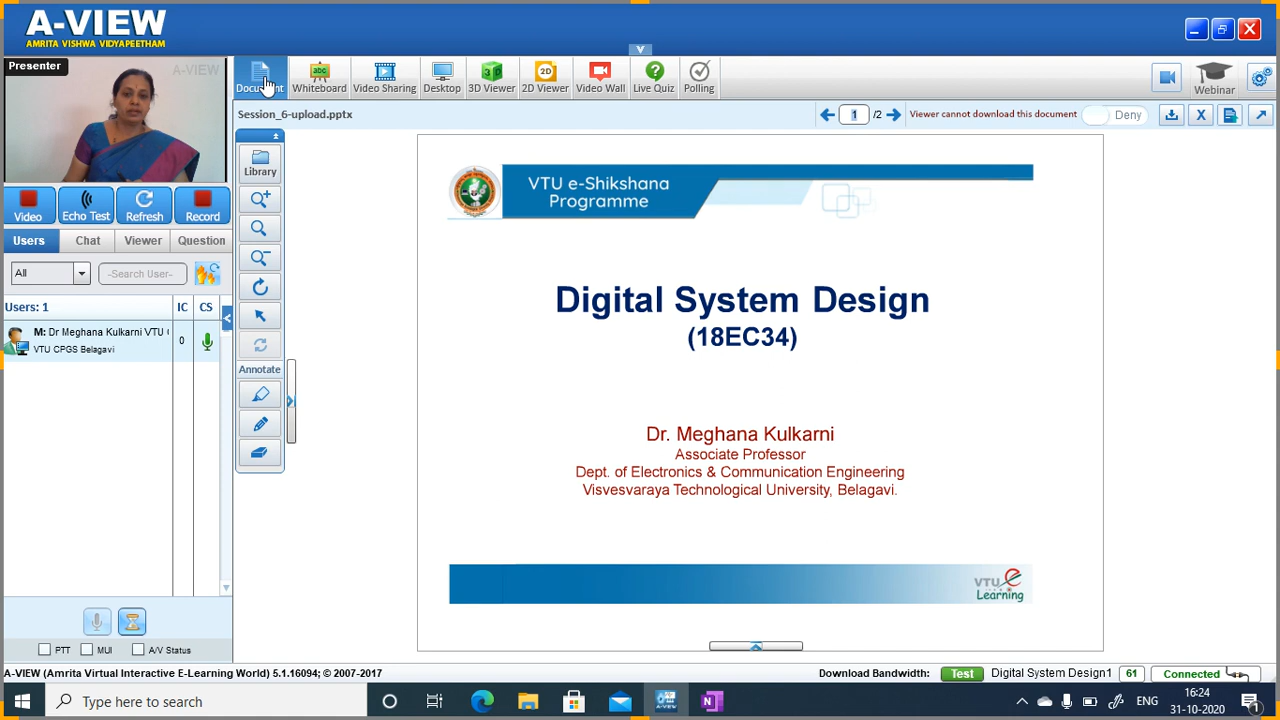 A-VIEW
AMRITA VISHWA VIDYAPEETHAM
Presenter
A-VIEW
Document
Whiteboard
Video Sharing
Desktop
3D Viewer
2D Viewer
Video Wall
Live Quiz
Polling
Webinar
Session_6-upload.pptx
1 /2
Viewer cannot download this document
Deny
Library
Annotate
Video
Echo Test
Refresh
Record
Users
Chat
Viewer
Question
All
-Search User-
Users: 1
IC
CS
M: Dr Meghana Kulkarni VTU
VTU CPGS Belagavi
0
VTU e-Shikshana
Programme
Digital System Design
(18EC34)
Dr. Meghana Kulkarni
Associate Professor
Dept. of Electronics & Communication Engineering
Visvesvaraya Technological University, Belagavi.
VTU e
Learning
PTT
MUI
A/V Status
A-VIEW (Amrita Virtual Interactive E-Learning World) 5.1.16094; © 2007-2017
Download Bandwidth:
Test
Digital System Design1
61
Connected
Type here to search
ENG
16:24
31-10-2020
1